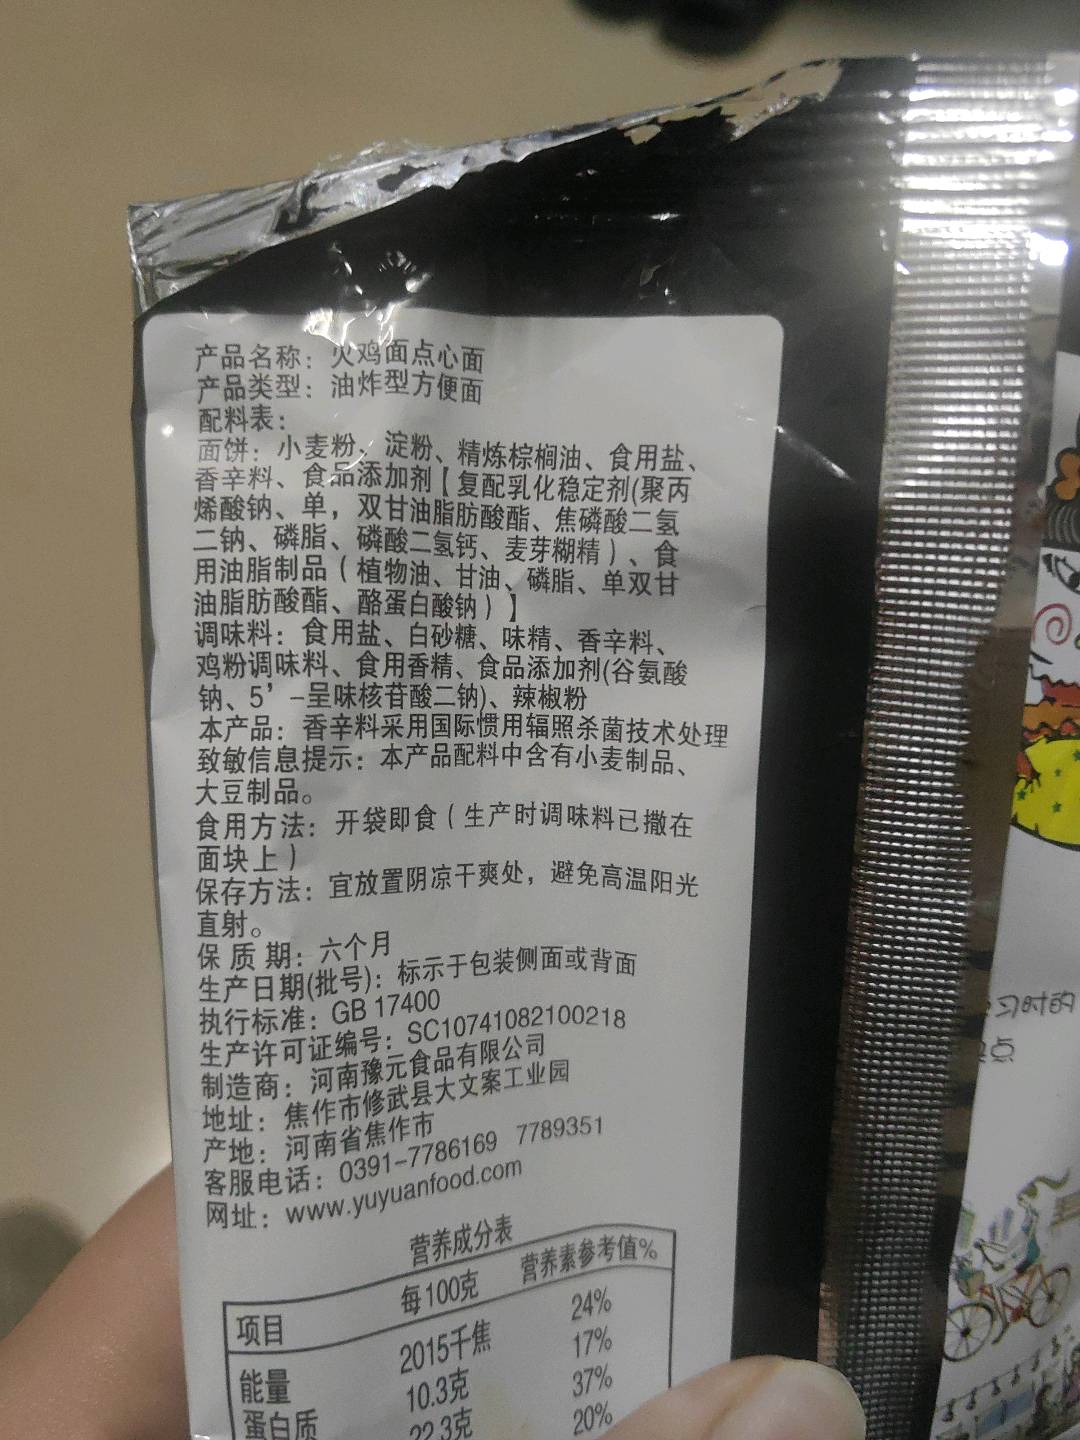 产品名称：火鸡面点心面
产品类型：油炸型方便面
配料表：
面饼：小麦粉、淀粉、精炼棕榈油、食用盐、
香辛料、食品添加剂【复配乳化稳定剂(聚丙
烯酸钠、单，双甘油脂肪酸酯、焦磷酸二氢
二钠、磷脂、磷酸二氢钙、麦芽糊精）、食
用油脂制品（植物油、甘油、磷脂、单双甘
油脂肪酸酯、酪蛋白酸钠）】
调味料：食用盐、白砂糖、味精、香辛料、
鸡粉调味料、食用香精、食品添加剂(谷氨酸
钠、5’-呈味核苷酸二钠)、辣椒粉
本产品：香辛料采用国际惯用辐照杀菌技术处理
致敏信息提示：本产品配料中含有小麦制品、
大豆制品。
食用方法：开袋即食（生产时调味料已撒在
面块上）
保存方法：宜放置阴凉干爽处，避免高温阳光
直射。
保质期：六个月
生产日期(批号)：标示于包装侧面或背面
执行标准：GB 17400
生产许可证编号：SC10741082100218
制造商：河南豫元食品有限公司
地址：焦作市修武县大文案工业园
产地：河南省焦作市
客服电话：0391-7786169 7789351
网址：www.yuyuanfood.com
营养成分表
项目 每100克 营养素参考值%
能量 2015千焦 24%
蛋白质 10.3克 17%
22.3克 37%
20%
习时的
点